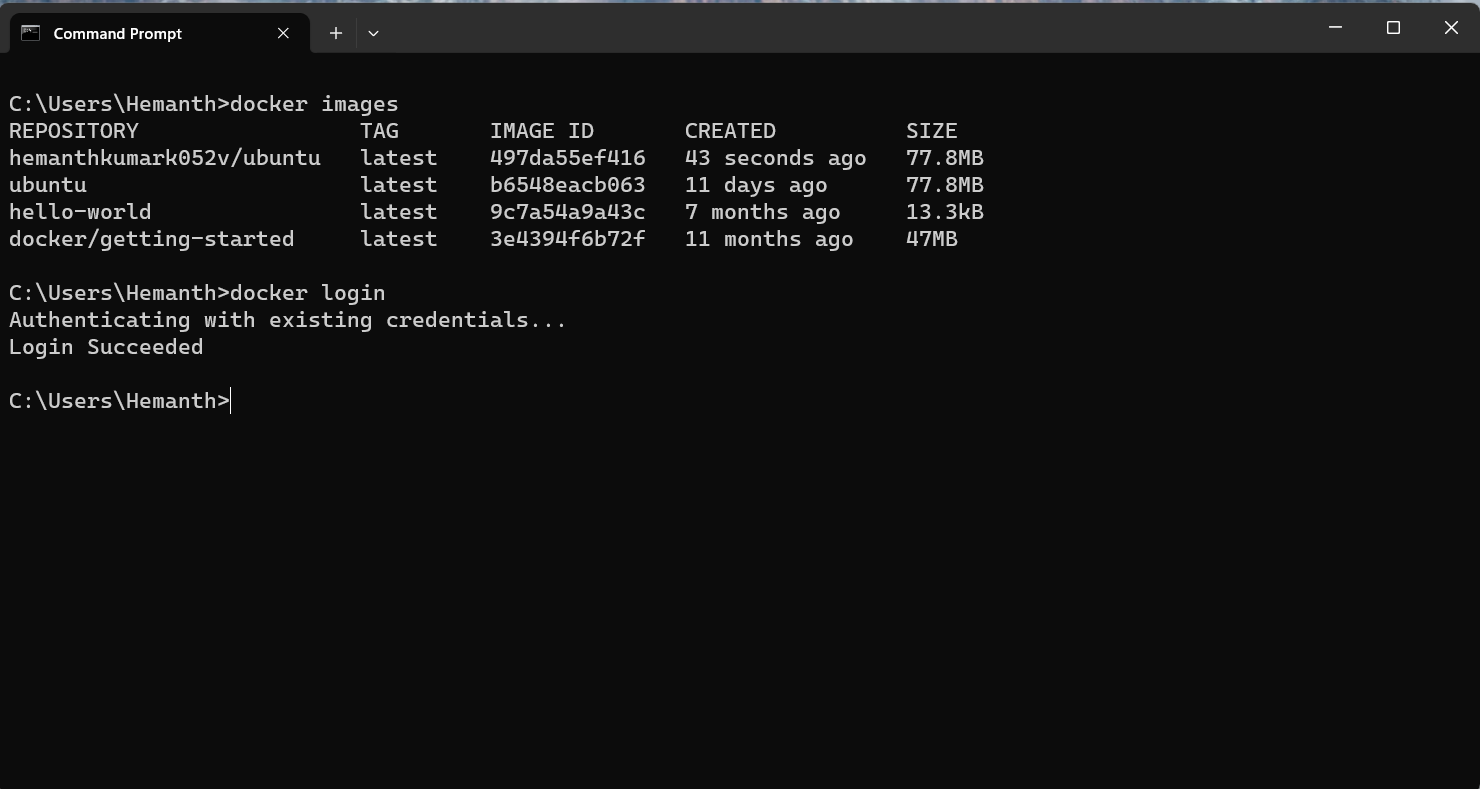 Command Prompt
C:\Users\Hemanth>docker images
REPOSITORY                 TAG       IMAGE ID       CREATED          SIZE
hemanthkumark052v/ubuntu   latest    497da55ef416   43 seconds ago   77.8MB
ubuntu                     latest    b6548eacb063   11 days ago      77.8MB
hello-world                latest    9c7a54a9a43c   7 months ago     13.3kB
docker/getting-started     latest    3e4394f6b72f   11 months ago    47MB
C:\Users\Hemanth>docker login
Authenticating with existing credentials...
Login Succeeded
C:\Users\Hemanth>